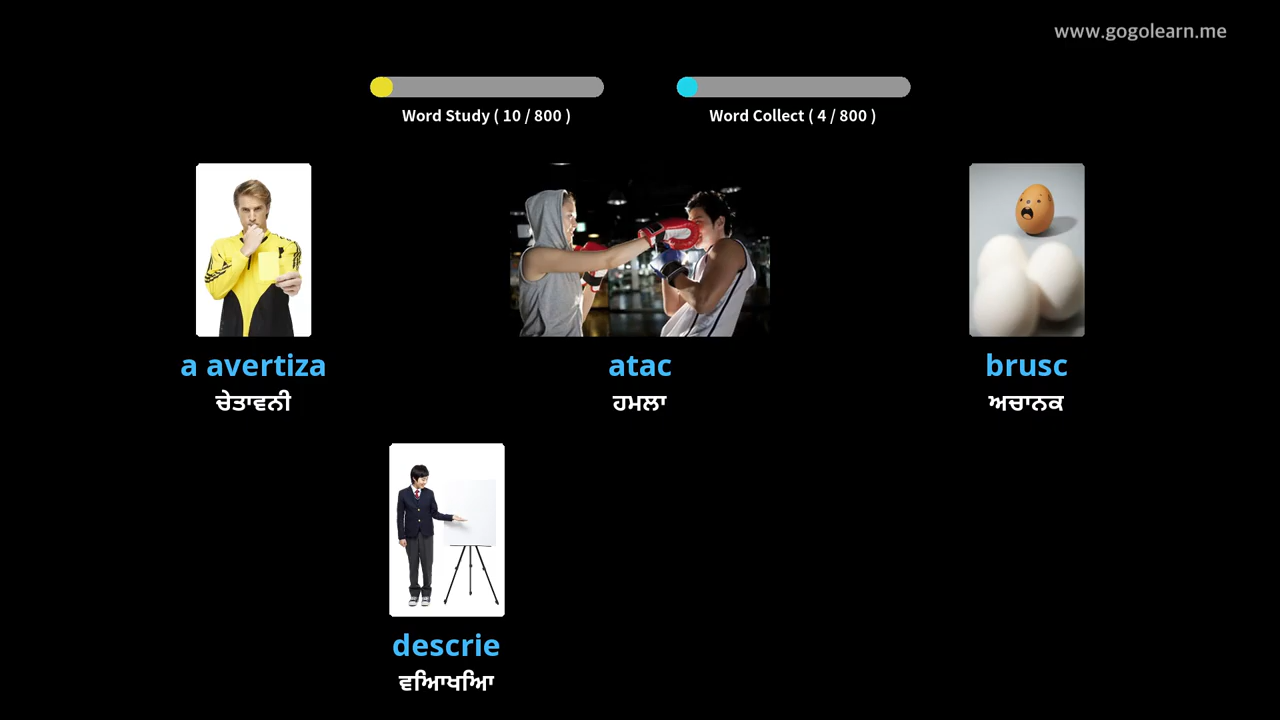 www.gogolearn.me
Word Study ( 10 / 800 )
Word Collect ( 4 / 800 )
a avertiza
ਚੇਤਾਵਨੀ
atac
ਹਮਲਾ
brusc
ਅਚਾਨਕ
descrie
ਵਿਆਖਿਆ